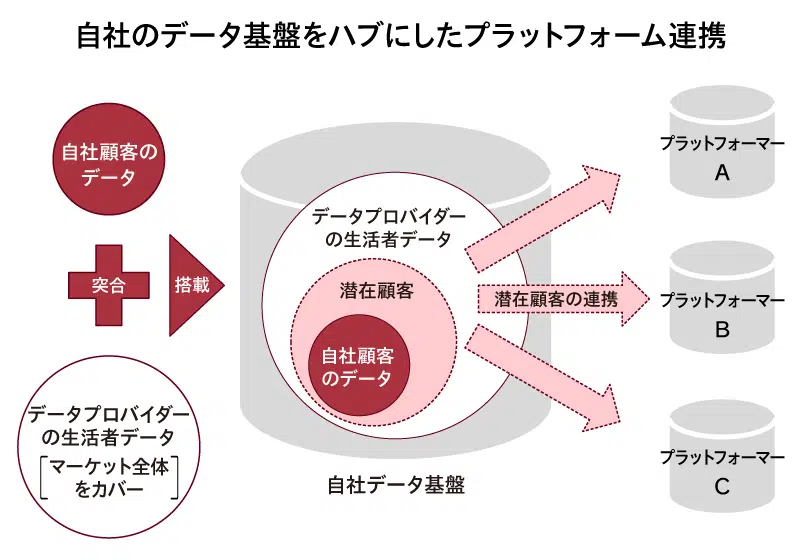 自社のデータ基盤をハブにしたプラットフォーム連携
自社顧客の
データ
突合
搭載
データプロバイダー
の生活者データ
[マーケット全体
をカバー]
データプロバイダー
の生活者データ
潜在顧客
自社顧客
のデータ
自社データ基盤
潜在顧客の連携
プラットフォーマー
A
プラットフォーマー
B
プラットフォーマー
C